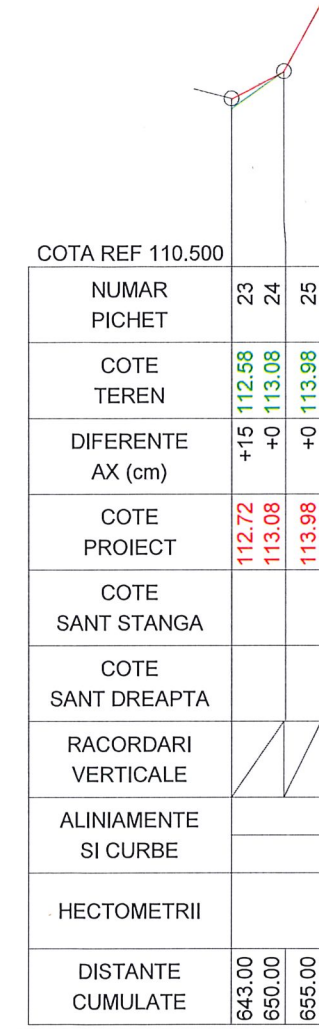 COTA REF 110.500
NUMAR
PICHET
23
24
25
COTE
TEREN
112.58
113.08
113.98
DIFERENTE
AX (cm)
+15
+0
+0
COTE
PROIECT
112.72
113.08
113.98
COTE
SANT STANGA
COTE
SANT DREAPTA
RACORDARI
VERTICALE
ALINIAMENTE
SI CURBE
HECTOMETRII
DISTANTE
CUMULATE
643.00
650.00
655.00